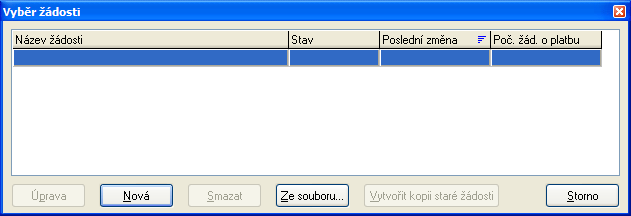 Výběr žádosti
Název žádosti Stav Poslední změna Poč. žád. o platbu
Úprava Nová Smazat Ze souboru... Vytvořit kopii staré žádosti Storno